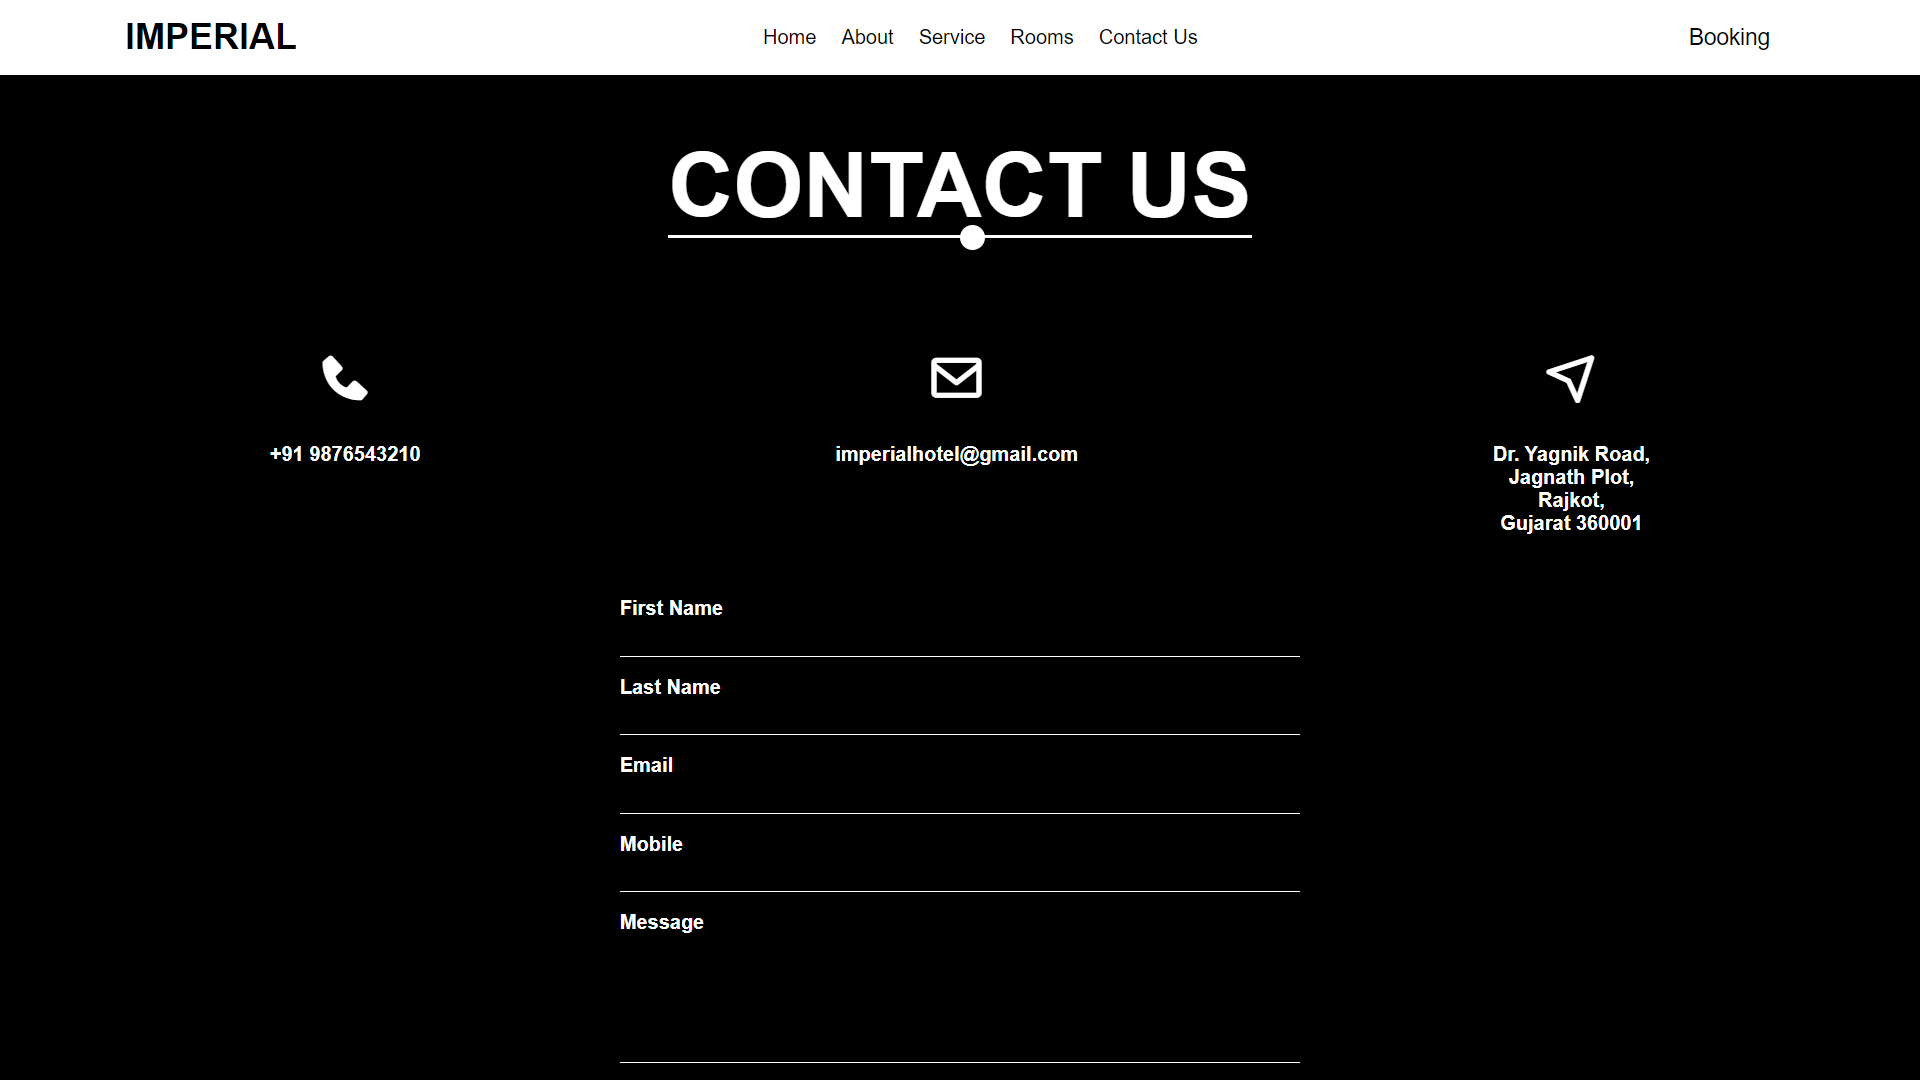 IMPERIAL
Home About Service Rooms Contact Us
Booking
CONTACT US
+91 9876543210
imperialhotel@gmail.com
Dr. Yagnik Road,
Jagnath Plot,
Rajkot,
Gujarat 360001
First Name
Last Name
Email
Mobile
Message